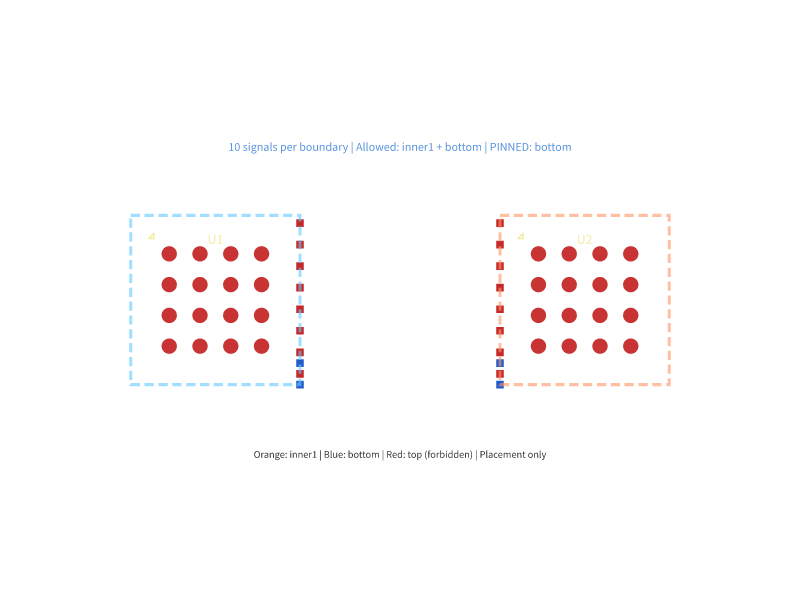 10 signals per boundary | Allowed: inner1 + bottom | PINNED: bottom
U1
U2
Orange: inner1 | Blue: bottom | Red: top (forbidden) | Placement only